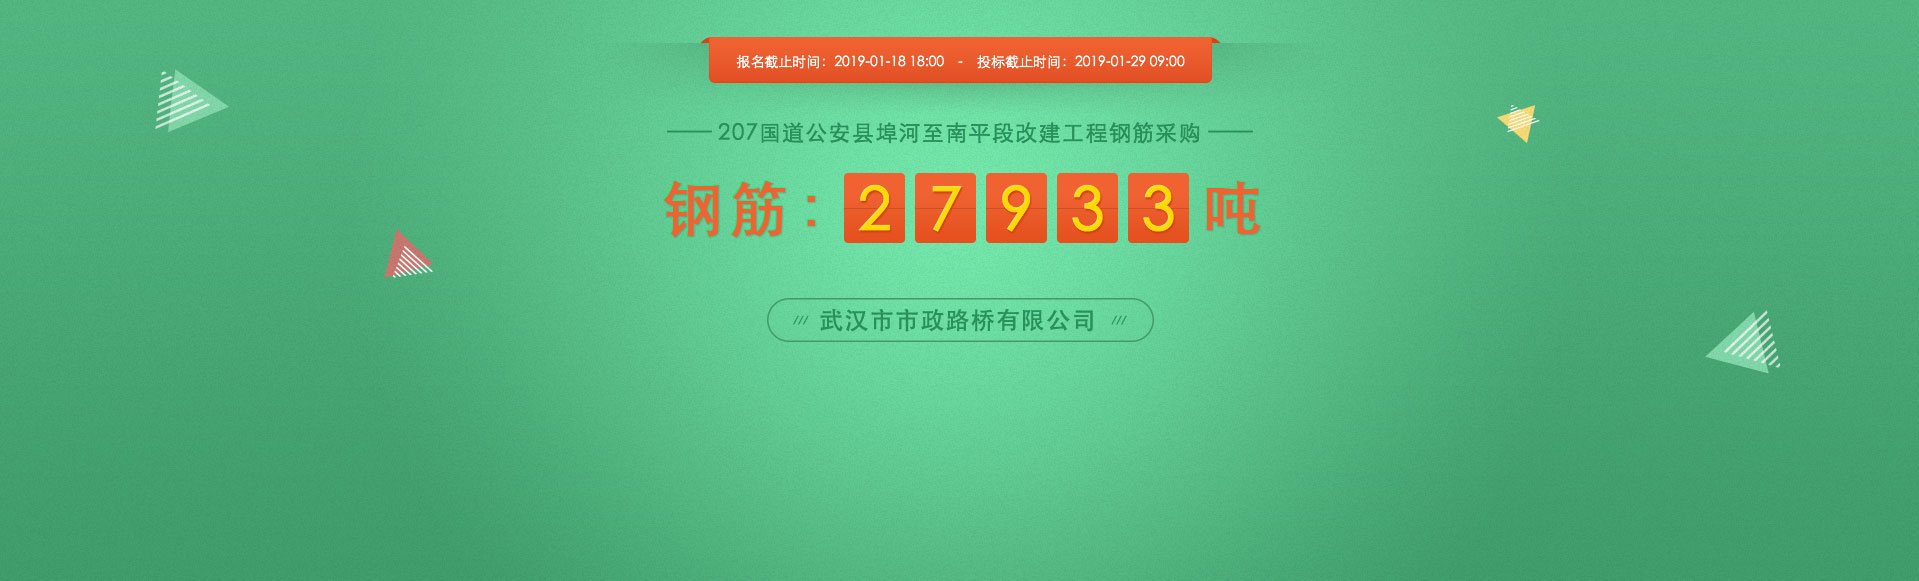 报名截止时间：2019-01-18 18:00 - 投标截止时间：2019-01-29 09:00
207国道公安县埠河至南平段改建工程钢筋采购
钢筋：27933吨
武汉市市政路桥有限公司